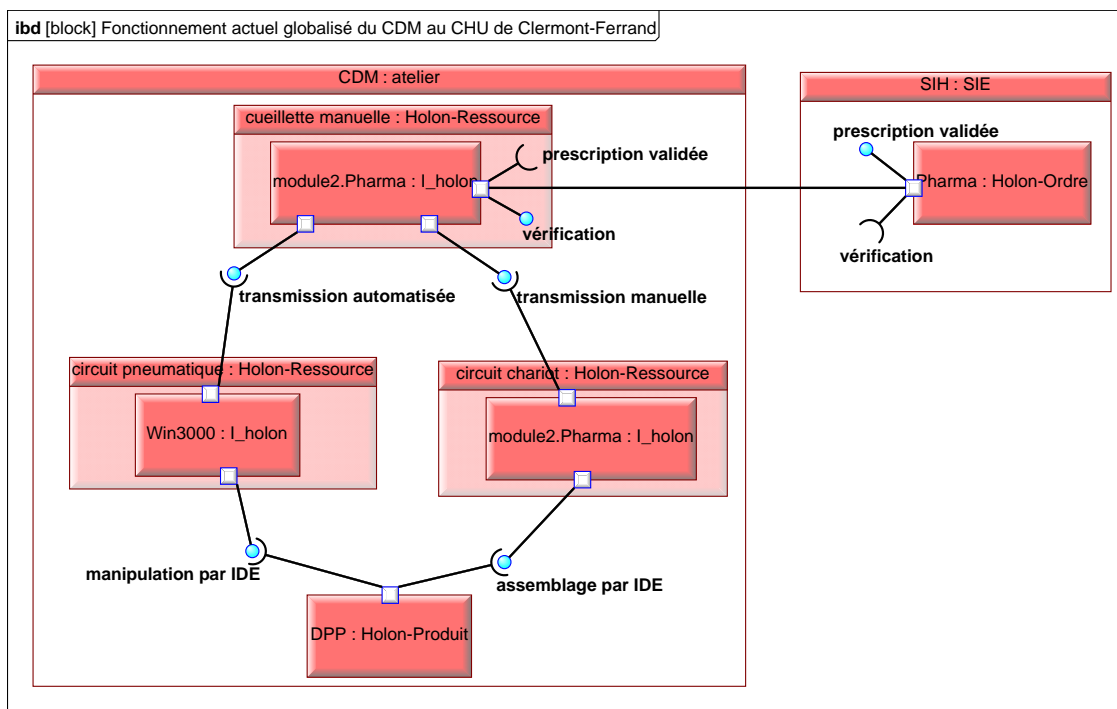 ibd [block] Fonctionnement actuel globalisé du CDM au CHU de Clermont-Ferrand
CDM : atelier
SIH : SIE
cueillette manuelle : Holon-Ressource
prescription validée
prescription validée
module2.Pharma : I_holon
Pharma : Holon-Ordre
vérification
vérification
transmission automatisée
transmission manuelle
circuit pneumatique : Holon-Ressource
circuit chariot : Holon-Ressource
Win3000 : I_holon
module2.Pharma : I_holon
manipulation par IDE
assemblage par IDE
DPP : Holon-Produit